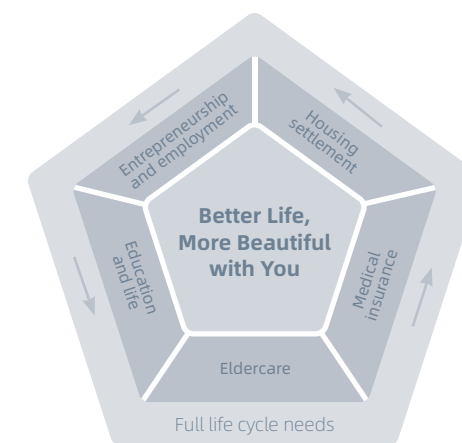 Entrepreneurship
and employment
Housing
settlement
Better Life,
More Beautiful
with You
Education
and life
Medical
insurance
Eldercare
Full life cycle needs